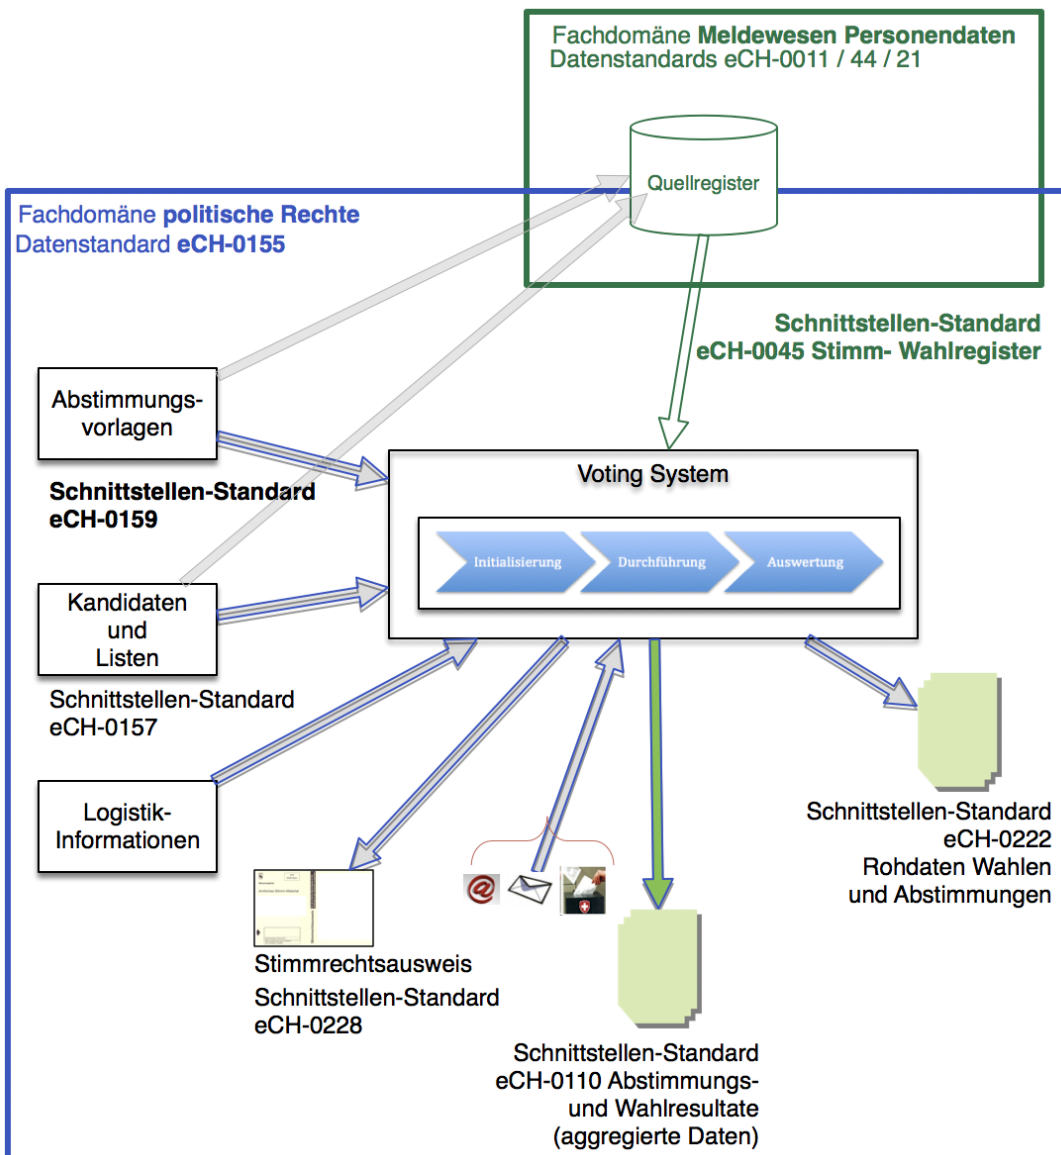 Fachdomäne Meldewesen Personendaten
Datenstandards eCH-0011 / 44 / 21
Quellregister
Fachdomäne politische Rechte
Datenstandard eCH-0155
Schnittstellen-Standard
eCH-0045 Stimm- Wahlregister
Abstimmungs-
vorlagen
Schnittstellen-Standard
eCH-0159
Voting System
Initialisierung
Durchführung
Auswertung
Kandidaten
und
Listen
Schnittstellen-Standard
eCH-0157
Logistik-
Informationen
Schnittstellen-Standard
eCH-0222
Rohdaten Wahlen
und Abstimmungen
@
Stimmrechtsausweis
Schnittstellen-Standard
eCH-0228
Schnittstellen-Standard
eCH-0110 Abstimmungs-
und Wahlresultate
(aggregierte Daten)